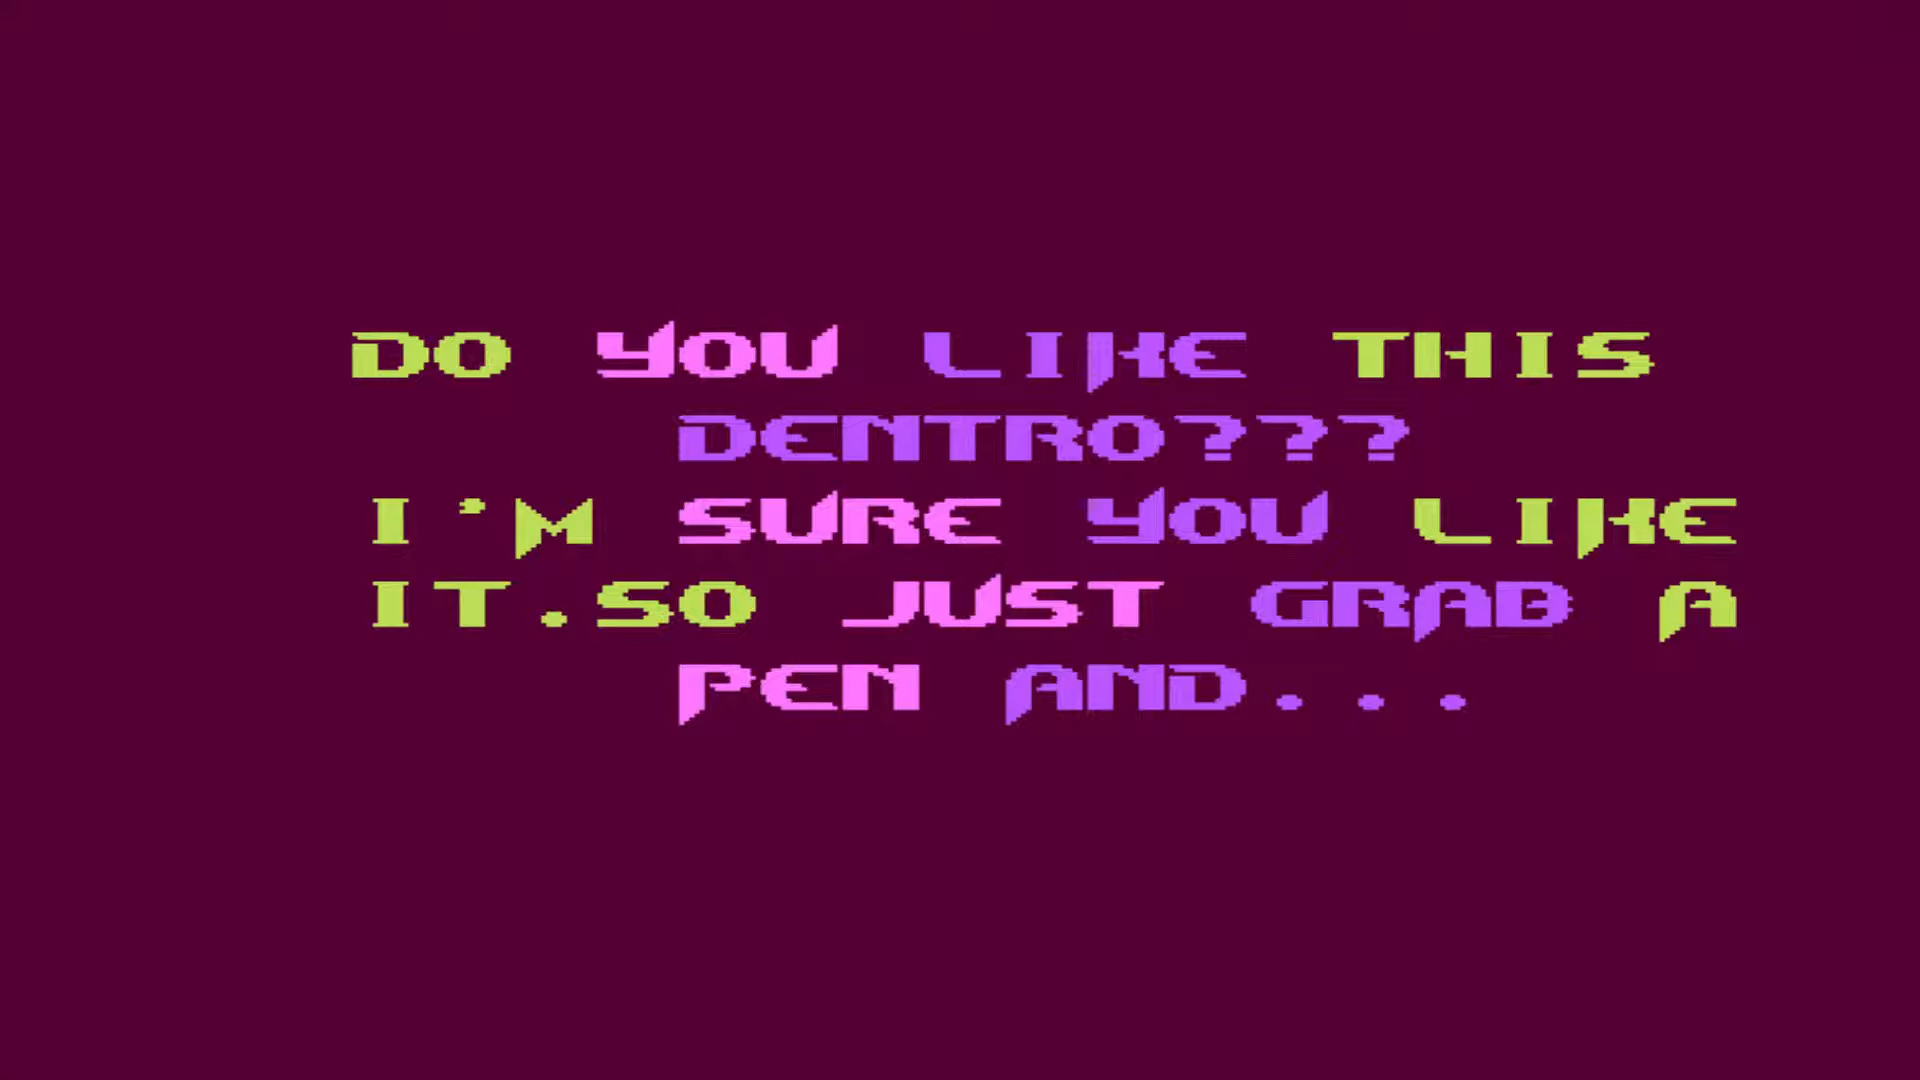 DO YOU LIKE THIS
DENTRO???
I'M SURE YOU LIKE
IT.SO JUST GRAB A
PEN AND...